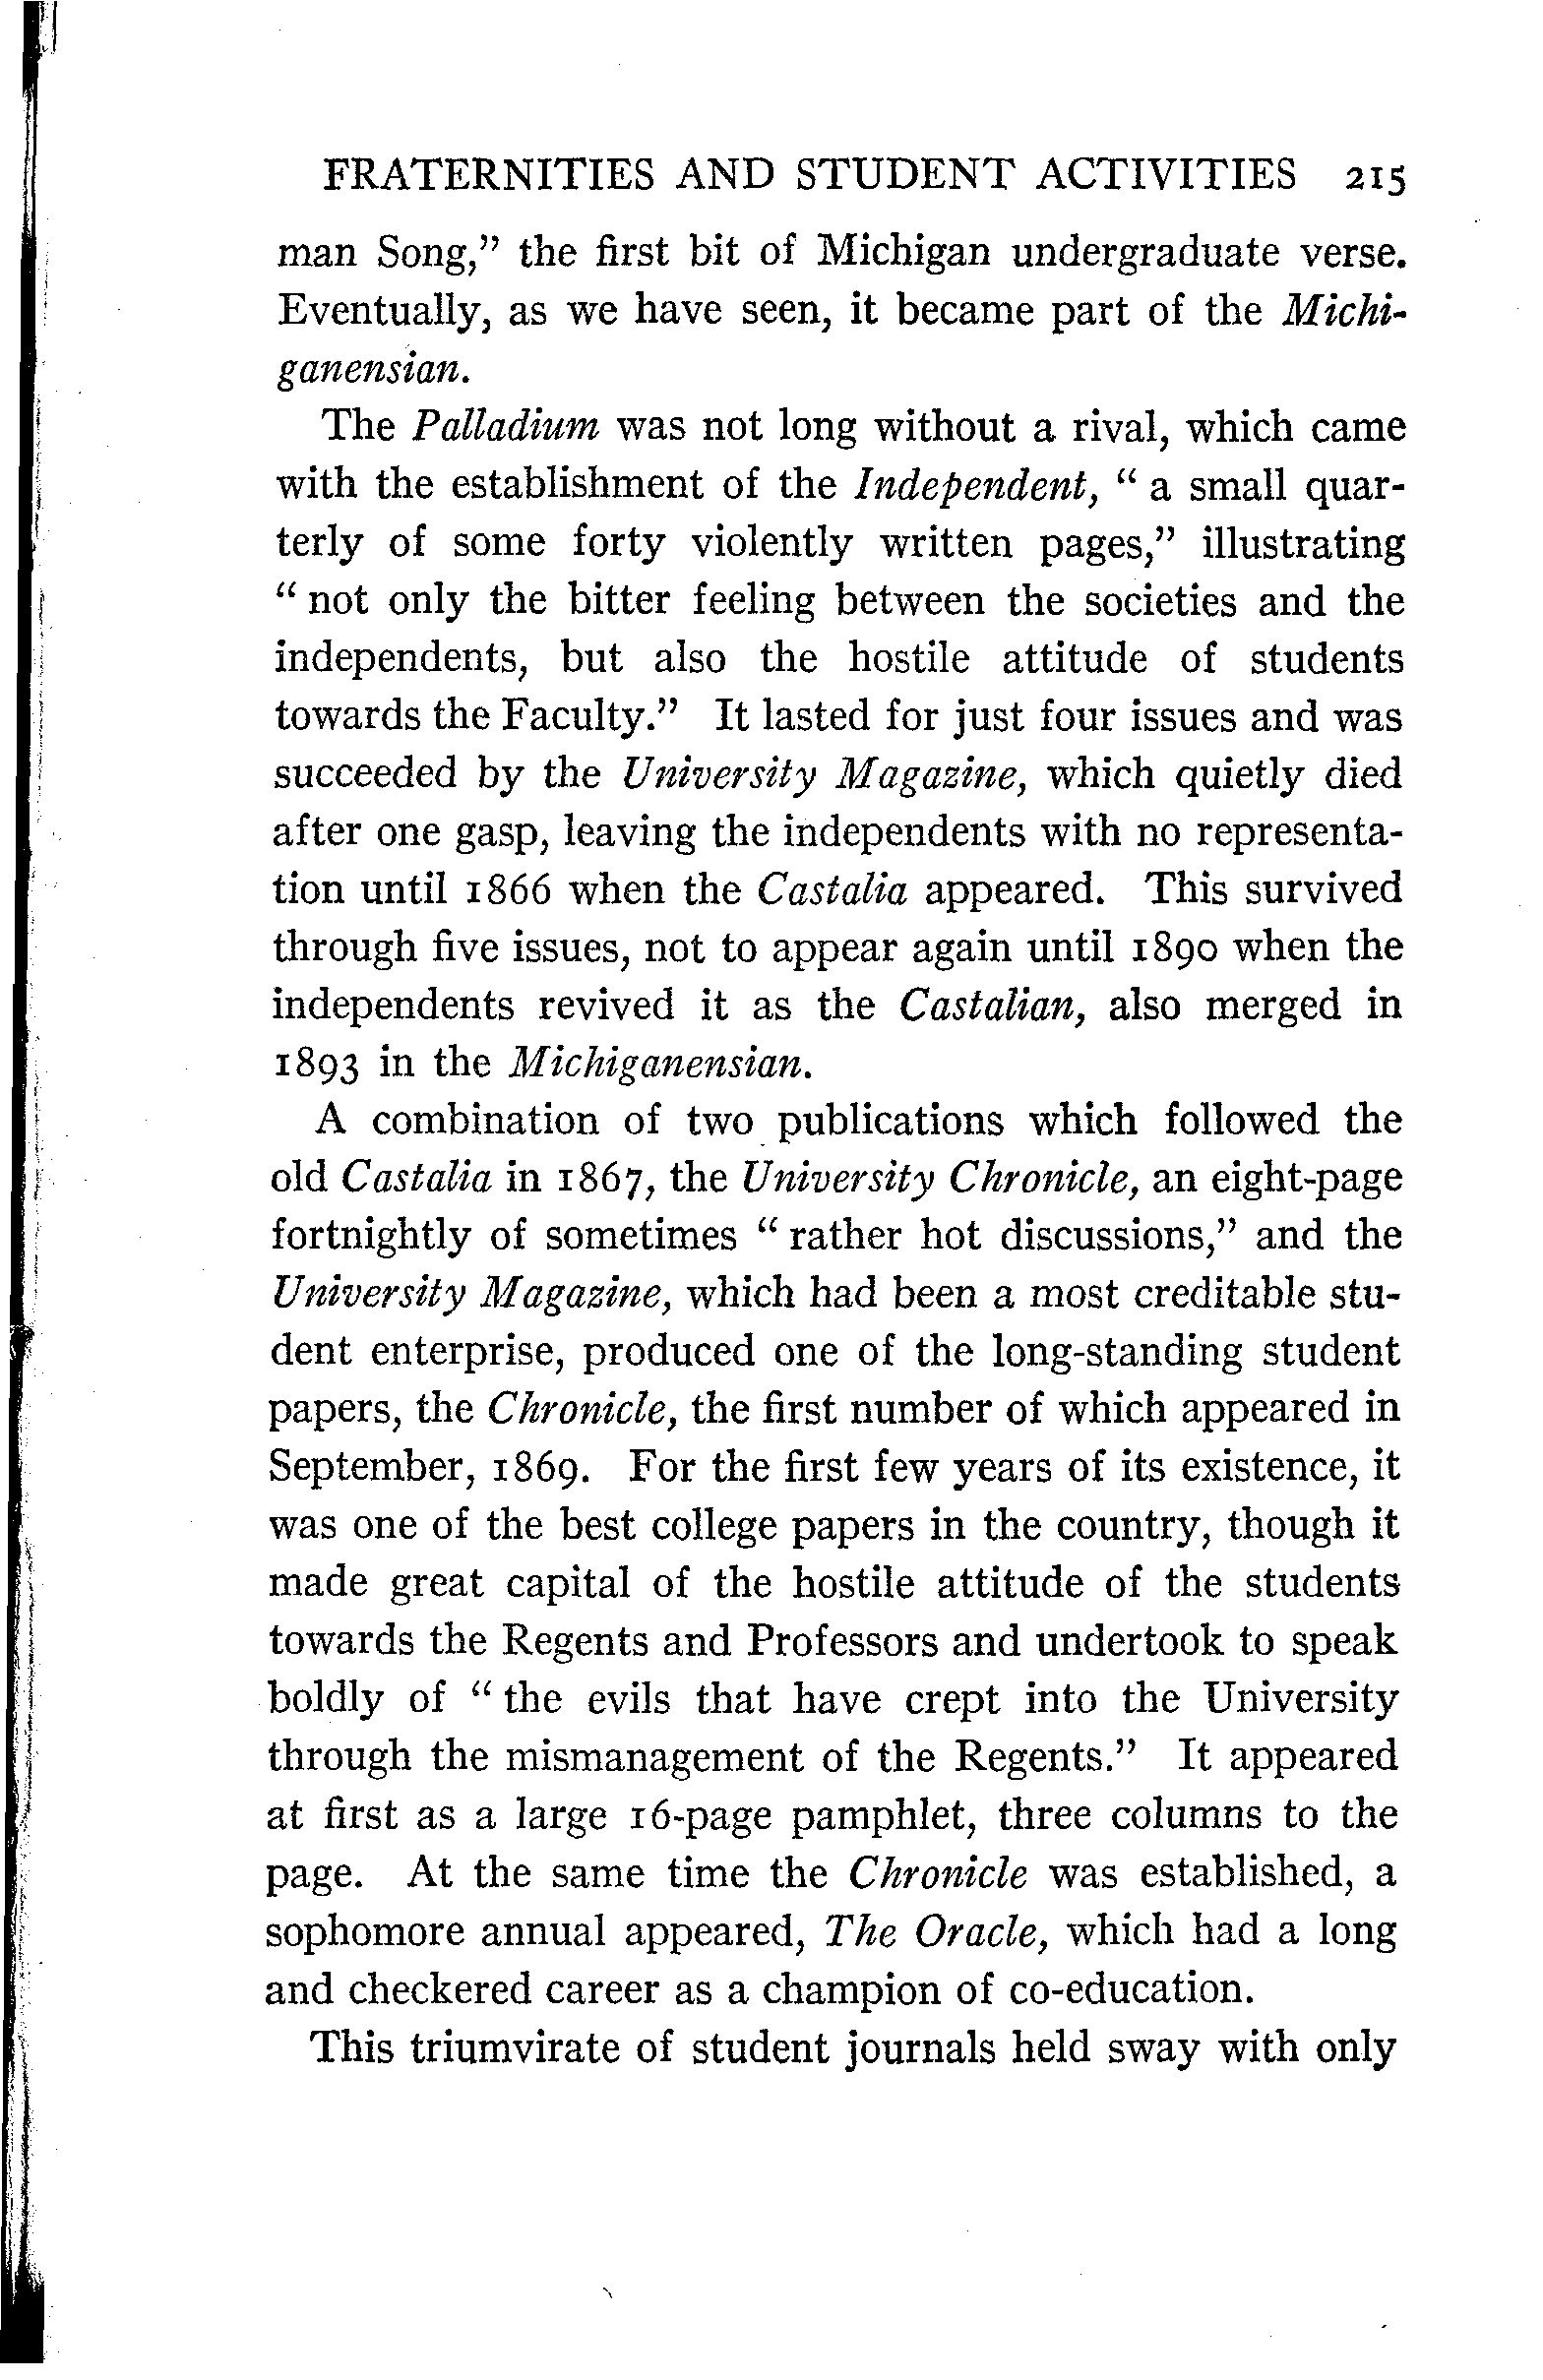 FRATERNITIES AND STUDENT ACTIVITIES 215
man Song,” the first bit of Michigan undergraduate verse.
Eventually, as we have seen, it became part of the Michi-
ganensian.
The Palladium was not long without a rival, which came
with the establishment of the Independent, “ a small quar-
terly of some forty violently written pages,” illustrating
“ not only the bitter feeling between the societies and the
independents, but also the hostile attitude of students
towards the Faculty.” It lasted for just four issues and was
succeeded by the University Magazine, which quietly died
after one gasp, leaving the independents with no representa-
tion until 1866 when the Castalia appeared. This survived
through five issues, not to appear again until 1890 when the
independents revived it as the Castalian, also merged in
1893 in the Michiganensian.
A combination of two publications which followed the
old Castalia in 1867, the University Chronicle, an eight-page
fortnightly of sometimes “ rather hot discussions,” and the
University Magazine, which had been a most creditable stu-
dent enterprise, produced one of the long-standing student
papers, the Chronicle, the first number of which appeared in
September, 1869. For the first few years of its existence, it
was one of the best college papers in the country, though it
made great capital of the hostile attitude of the students
towards the Regents and Professors and undertook to speak
boldly of “ the evils that have crept into the University
through the mismanagement of the Regents.” It appeared
at first as a large 16-page pamphlet, three columns to the
page. At the same time the Chronicle was established, a
sophomore annual appeared, The Oracle, which had a long
and checkered career as a champion of co-education.
This triumvirate of student journals held sway with only